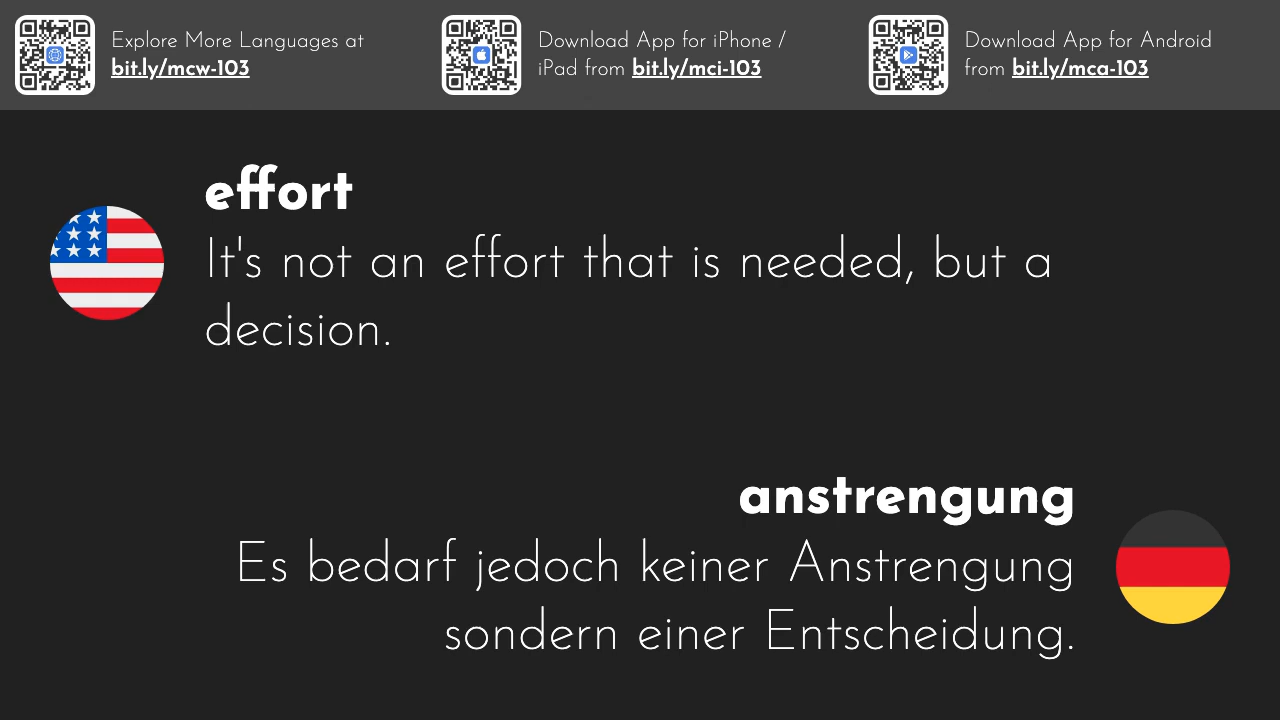 Explore More Languages at
bit.ly/mcw-103
Download App for iPhone /
iPad from bit.ly/mci-103
Download App for Android
from bit.ly/mca-103
effort
It's not an effort that is needed, but a
decision.
anstrengung
Es bedarf jedoch keiner Anstrengung
sondern einer Entscheidung.